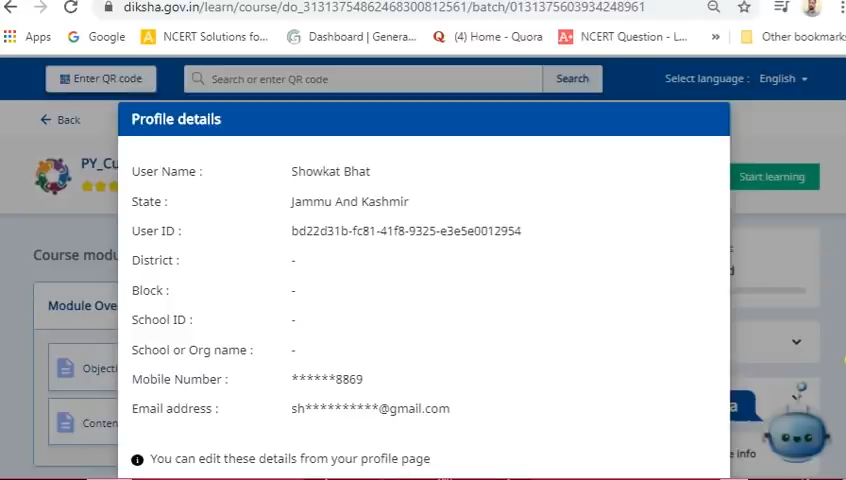 diksha.gov.in/learn/course/do_31313754862468300812561/batch/0131375603934248961
Apps Google NCERT Solutions fo... Dashboard | Genera... (4) Home - Quora NCERT Question - L... » Other bookmarks
Enter QR code Search or enter QR code Search Select language : English
Back
Profile details
PY_Cu
Start learning
User Name : Showkat Bhat
State : Jammu And Kashmir
User ID : bd22d31b-fc81-41f8-9325-e3e5e0012954
Course modu
District : -
Block : -
Module Ove
School ID : -
School or Org name : -
Objecti
Mobile Number : ******8869
Email address : sh**********@gmail.com
Conten
e info
You can edit these details from your profile page